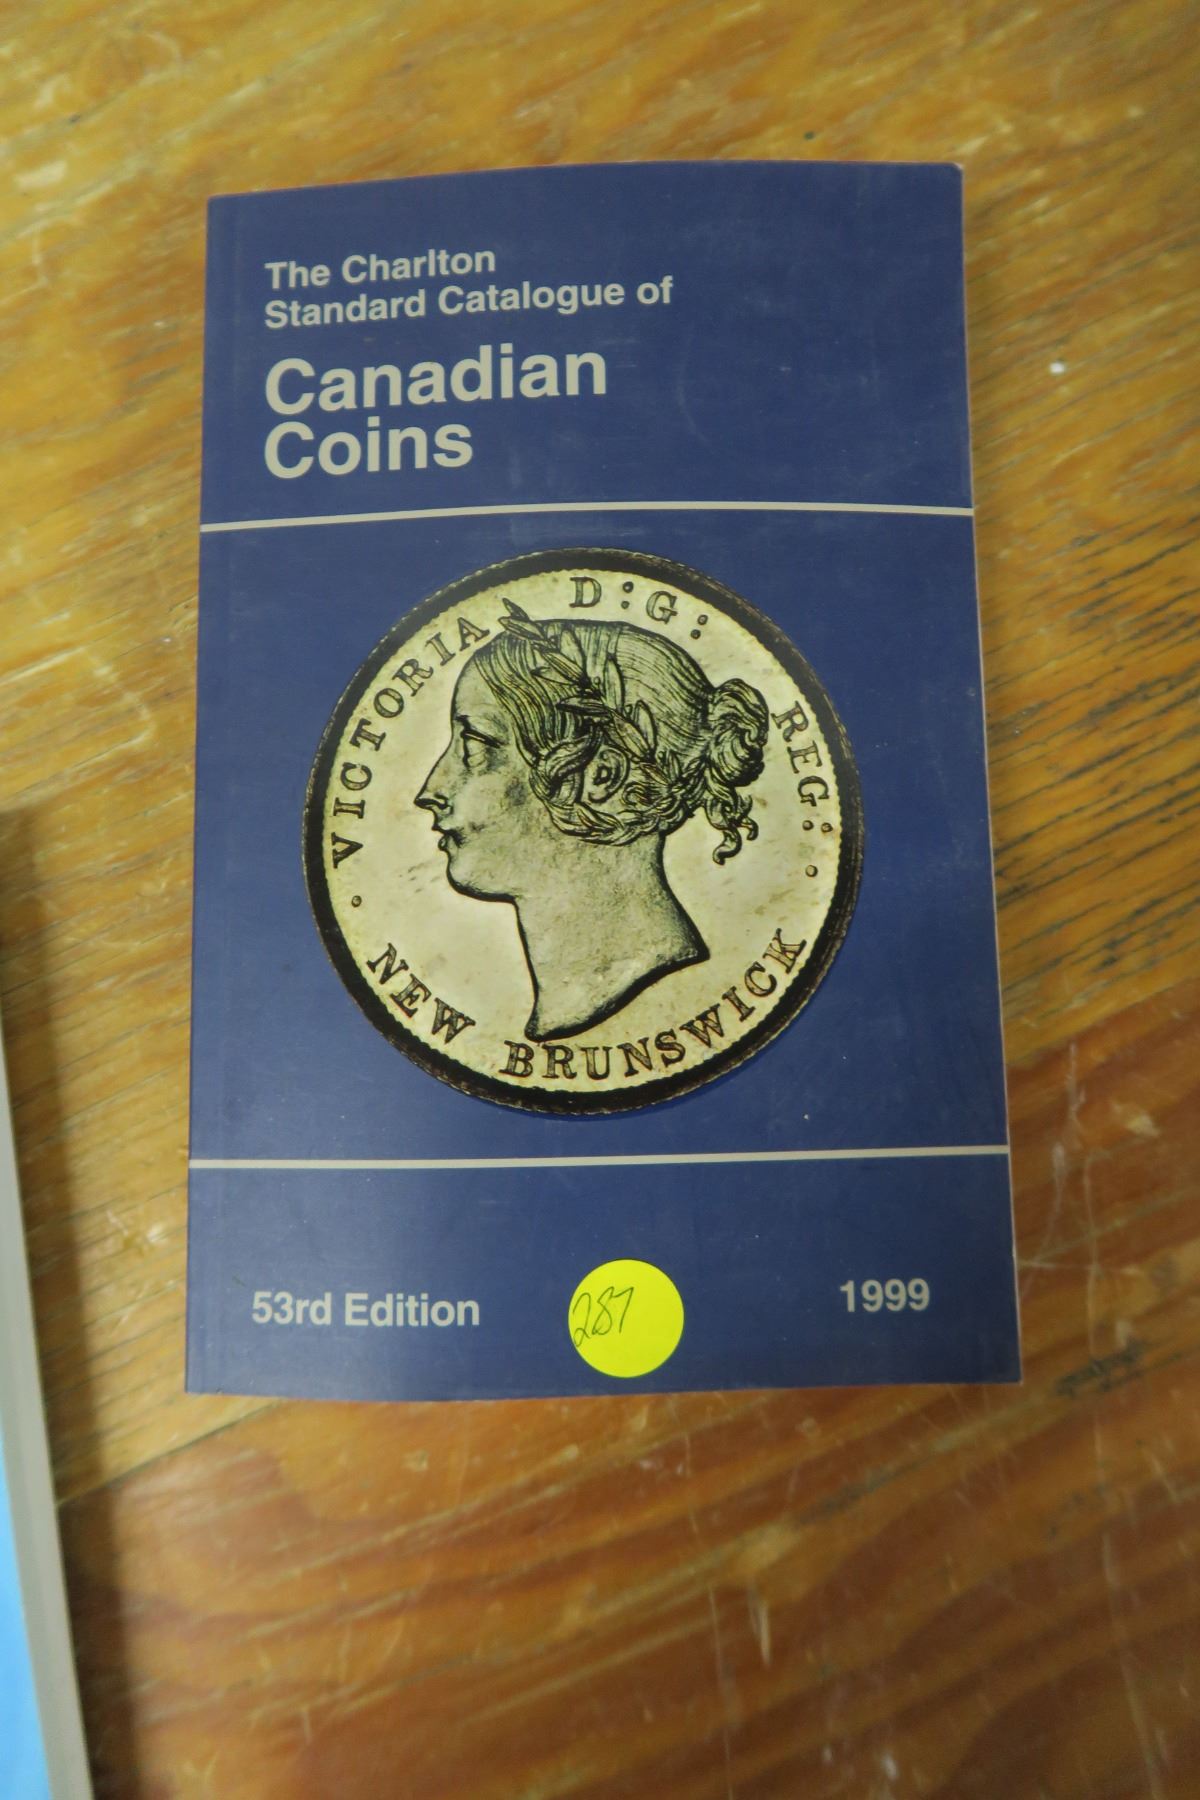 The Charlton
Standard Catalogue of
Canadian
Coins
VICTORIA D:G: REG:
NEW BRUNSWICK
53rd Edition
287
1999